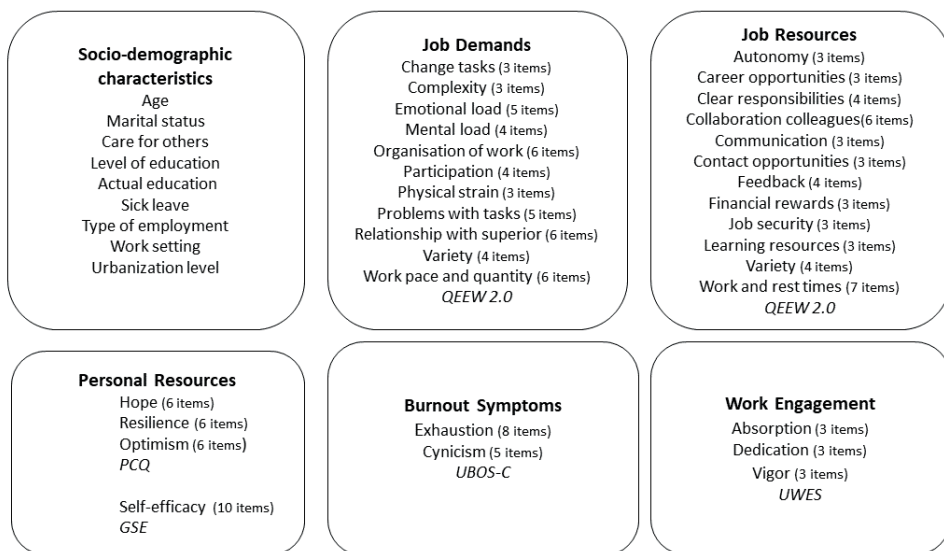 Socio-demographic
characteristics
Age
Marital status
Care for others
Level of education
Actual education
Sick leave
Type of employment
Work setting
Urbanization level
Job Demands
Change tasks (3 items)
Complexity (3 items)
Emotional load (5 items)
Mental load (4 items)
Organisation of work (6 items)
Participation (4 items)
Physical strain (3 items)
Problems with tasks (5 items)
Relationship with superior (6 items)
Variety (4 items)
Work pace and quantity (6 items)
QEEW 2.0
Job Resources
Autonomy (3 items)
Career opportunities (3 items)
Clear responsibilities (4 items)
Collaboration colleagues(6 items)
Communication (3 items)
Contact opportunities (3 items)
Feedback (4 items)
Financial rewards (3 items)
Job security (3 items)
Learning resources (3 items)
Variety (4 items)
Work and rest times (7 items)
QEEW 2.0
Personal Resources
Hope (6 items)
Resilience (6 items)
Optimism (6 items)
PCQ
Self-efficacy (10 items)
GSE
Burnout Symptoms
Exhaustion (8 items)
Cynicism (5 items)
UBOS-C
Work Engagement
Absorption (3 items)
Dedication (3 items)
Vigor (3 items)
UWES